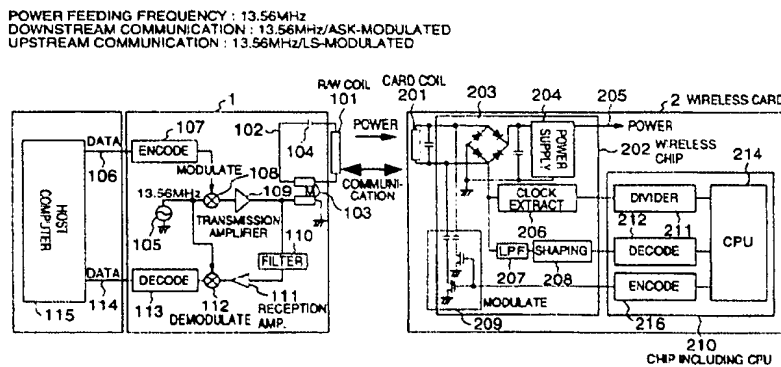 POWER FEEDING FREQUENCY : 13.56MHz
DOWNSTREAM COMMUNICATION : 13.56MHz/ASK-MODULATED
UPSTREAM COMMUNICATION : 13.56MHz/LS-MODULATED
1
R/W COIL
101
CARD COIL
201
203
204
205
2 WIRELESS CARD
107
102
104
POWER
POWER SUPPLY
POWER
202 WIRELESS CHIP
214
DATA
106
ENCODE
MODULATE
108
109
M
103
COMMUNICATION
13.56MHz
105
TRANSMISSION AMPLIFIER
110
FILTER
CLOCK EXTRACT
206
DIVIDER
212
211
CPU
HOST COMPUTER
115
DATA
114
DECODE
113
112
DEMODULATE
111
RECEPTION AMP.
LPF
207
SHAPING
208
DECODE
MODULATE
209
ENCODE
216
210
CHIP INCLUDING CPU